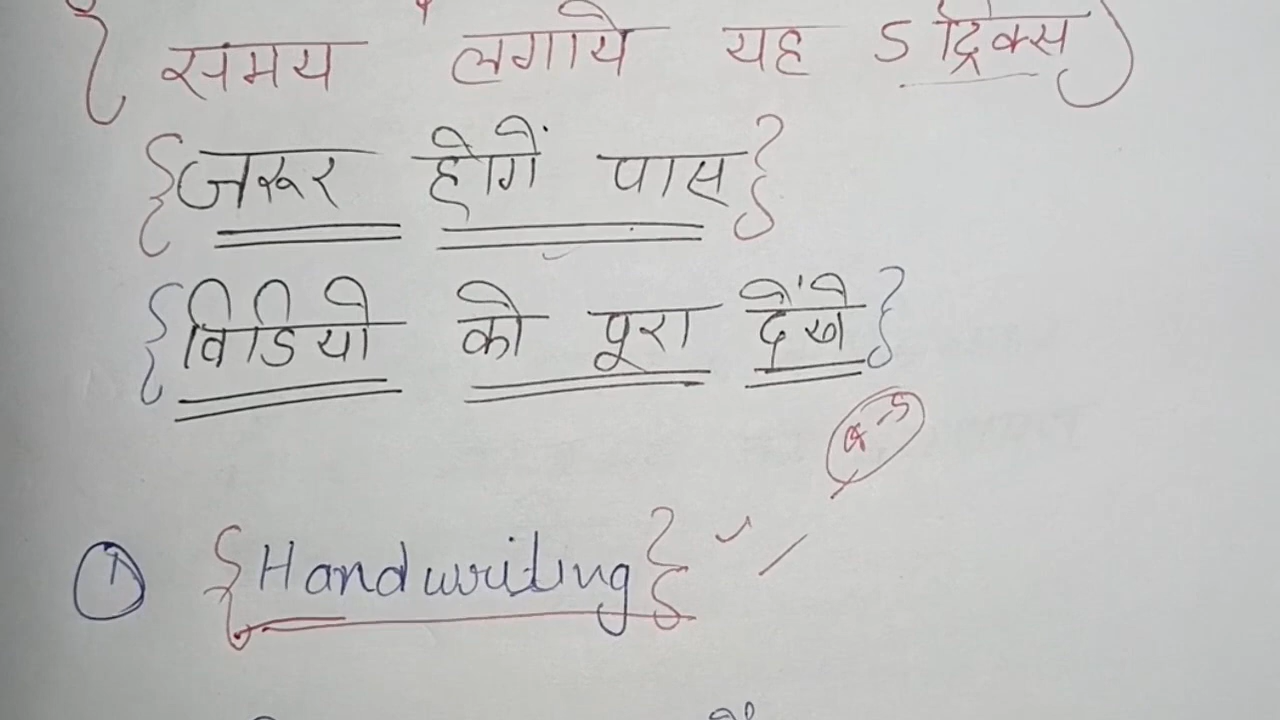 { समय लगाये यह 5 ट्रिक्स }
{ जरूर होगें पास }
{ विडियो को पूरा देंखे }
① { Handwriting }